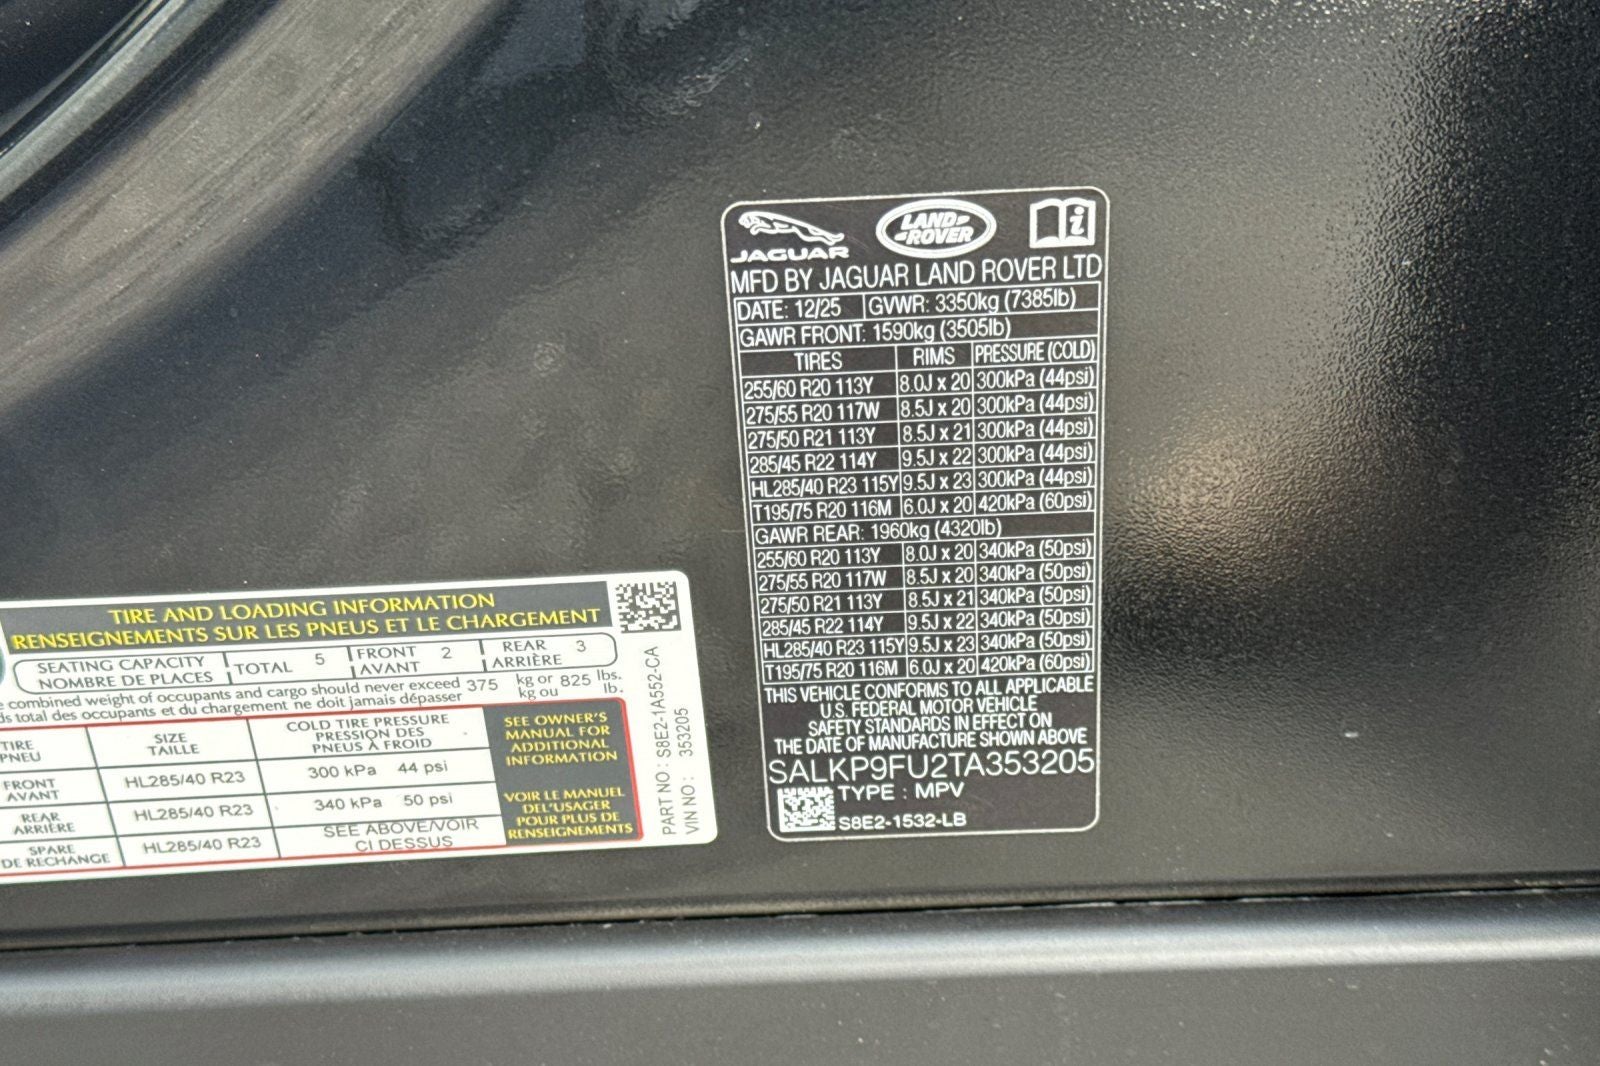 JAGUAR
LAND-
-ROVER
i
MFD BY JAGUAR LAND ROVER LTD
DATE: 12/25 GVWR: 3350kg (7385lb)
GAWR FRONT: 1590kg (3505lb)
TIRES RIMS PRESSURE (COLD)
255/60 R20 113Y 8.0J x 20 300kPa (44psi)
275/55 R20 117W 8.5J x 20 300kPa (44psi)
275/50 R21 113Y 8.5J x 21 300kPa (44psi)
285/45 R22 114Y 9.5J x 22 300kPa (44psi)
HL285/40 R23 115Y 9.5J x 23 300kPa (44psi)
T195/75 R20 116M 6.0J x 20 420kPa (60psi)
GAWR REAR: 1960kg (4320lb)
255/60 R20 113Y 8.0J x 20 340kPa (50psi)
275/55 R20 117W 8.5J x 20 340kPa (50psi)
275/50 R21 113Y 8.5J x 21 340kPa (50psi)
285/45 R22 114Y 9.5J x 22 340kPa (50psi)
HL285/40 R23 115Y 9.5J x 23 340kPa (50psi)
T195/75 R20 116M 6.0J x 20 420kPa (60psi)
THIS VEHICLE CONFORMS TO ALL APPLICABLE
U.S. FEDERAL MOTOR VEHICLE
SAFETY STANDARDS IN EFFECT ON
THE DATE OF MANUFACTURE SHOWN ABOVE
SALKP9FU2TA353205
TYPE : MPV
S8E2-1532-LB
TIRE AND LOADING INFORMATION
RENSEIGNEMENTS SUR LES PNEUS ET LE CHARGEMENT
SEATING CAPACITY
NOMBRE DE PLACES
TOTAL 5
FRONT
AVANT
2
REAR
ARRIÈRE
3
combined weight of occupants and cargo should never exceed 375 kg or 825 lbs.
total des occupants et du chargement ne doit jamais dépasser kg ou lb.
TIRE
PNEU
SIZE
TAILLE
COLD TIRE PRESSURE
PRESSION DES
PNEUS À FROID
FRONT
AVANT
HL285/40 R23
300 kPa 44 psi
REAR
ARRIÈRE
HL285/40 R23
340 kPa 50 psi
SPARE
DE RECHANGE
HL285/40 R23
SEE ABOVE/VOIR
CI DESSUS
SEE OWNER'S
MANUAL FOR
ADDITIONAL
INFORMATION
VOIR LE MANUEL
DEL'USAGER
POUR PLUS DE
RENSEIGNEMENTS
PART NO : S8E2-1A552-CA
VIN NO : 353205